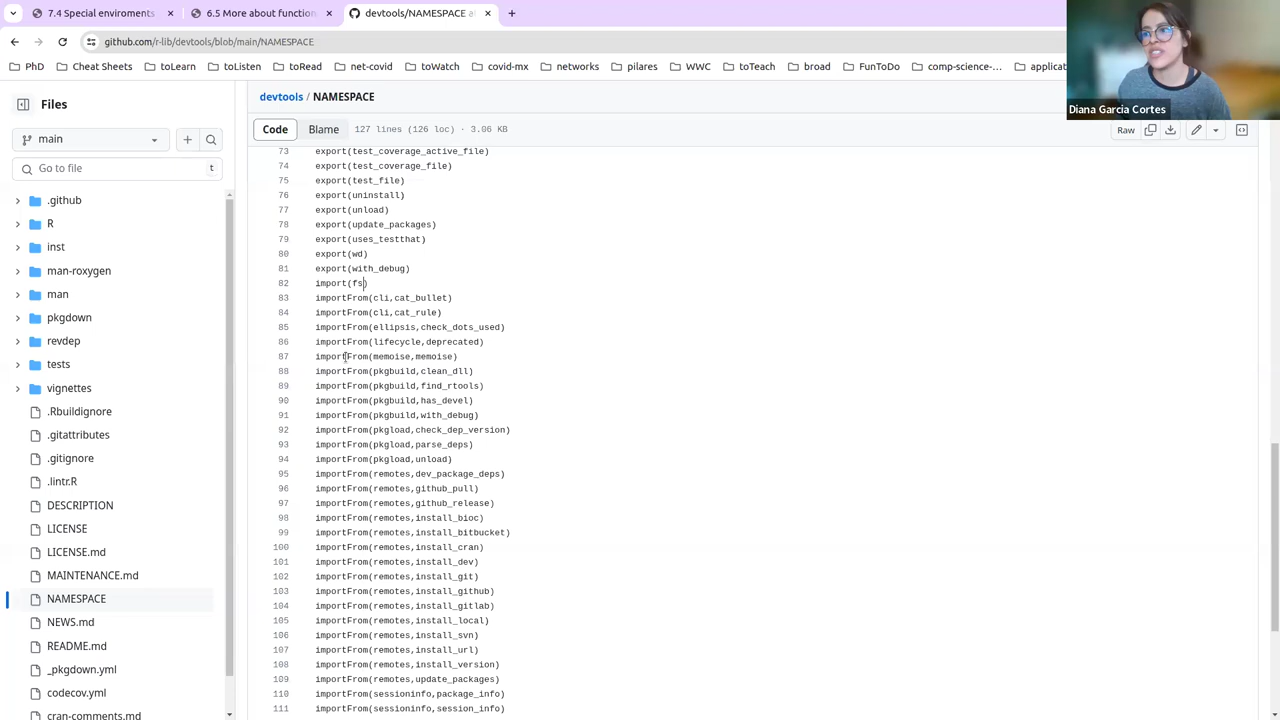 7.4 Special enviroments
6.5 More about function
devtools/NAMESPACE a
github.com/r-lib/devtools/blob/main/NAMESPACE
PhD
Cheat Sheets
toLearn
toListen
toRead
net-covid
toWatch
covid-mx
networks
pilares
WWC
toTeach
broad
FunToDo
comp-science-...
applicat
Diana Garcia Cortes
Files
main
Go to file
t
.github
R
inst
man-roxygen
man
pkgdown
revdep
tests
vignettes
.Rbuildignore
.gitattributes
.gitignore
.lintr.R
DESCRIPTION
LICENSE
LICENSE.md
MAINTENANCE.md
NAMESPACE
NEWS.md
README.md
_pkgdown.yml
codecov.yml
cran-comments.md
devtools / NAMESPACE
Code
Blame
127 lines (126 loc) · 3.06 KB
Raw
73 export(test_coverage_active_file)
74 export(test_coverage_file)
75 export(test_file)
76 export(uninstall)
77 export(unload)
78 export(update_packages)
79 export(uses_testthat)
80 export(wd)
81 export(with_debug)
82 import(fs)
83 importFrom(cli,cat_bullet)
84 importFrom(cli,cat_rule)
85 importFrom(ellipsis,check_dots_used)
86 importFrom(lifecycle,deprecated)
87 importFrom(memoise,memoise)
88 importFrom(pkgbuild,clean_dll)
89 importFrom(pkgbuild,find_rtools)
90 importFrom(pkgbuild,has_devel)
91 importFrom(pkgbuild,with_debug)
92 importFrom(pkgload,check_dep_version)
93 importFrom(pkgload,parse_deps)
94 importFrom(pkgload,unload)
95 importFrom(remotes,dev_package_deps)
96 importFrom(remotes,github_pull)
97 importFrom(remotes,github_release)
98 importFrom(remotes,install_bioc)
99 importFrom(remotes,install_bitbucket)
100 importFrom(remotes,install_cran)
101 importFrom(remotes,install_dev)
102 importFrom(remotes,install_git)
103 importFrom(remotes,install_github)
104 importFrom(remotes,install_gitlab)
105 importFrom(remotes,install_local)
106 importFrom(remotes,install_svn)
107 importFrom(remotes,install_url)
108 importFrom(remotes,install_version)
109 importFrom(remotes,update_packages)
110 importFrom(sessioninfo,package_info)
111 importFrom(sessioninfo,session_info)